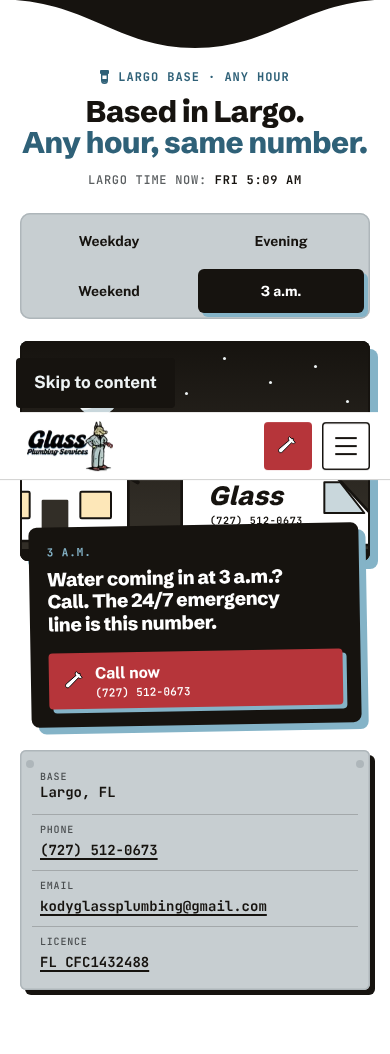 LARGO BASE · ANY HOUR
Based in Largo.
Any hour, same number.
LARGO TIME NOW: FRI 5:09 AM
Weekday
Evening
Weekend
3 a.m.
Skip to content
Glass
Plumbing Services
Glass
(727) 512-0673
3 A.M.
Water coming in at 3 a.m.?
Call. The 24/7 emergency
line is this number.
Call now
(727) 512-0673
BASE
Largo, FL
PHONE
(727) 512-0673
EMAIL
kodyglassplumbing@gmail.com
LICENCE
FL CFC1432488